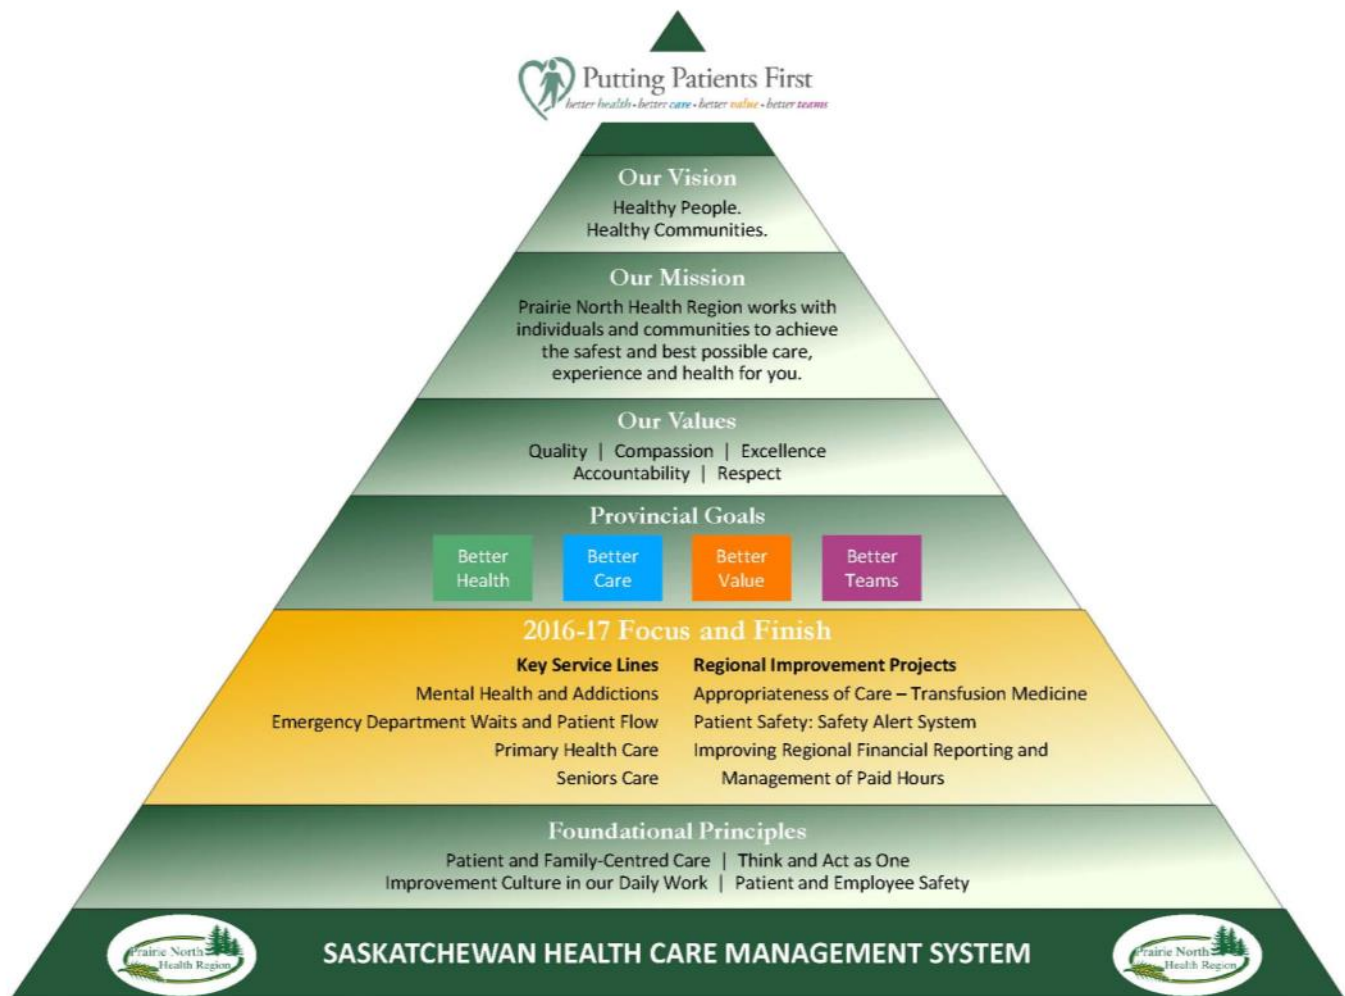 Putting Patients First
better health • better care • better value • better teams
Our Vision
Healthy People.
Healthy Communities.
Our Mission
Prairie North Health Region works with
individuals and communities to achieve
the safest and best possible care,
experience and health for you.
Our Values
Quality | Compassion | Excellence
Accountability | Respect
Provincial Goals
Better
Health
Better
Care
Better
Value
Better
Teams
2016-17 Focus and Finish
Key Service Lines
Mental Health and Addictions
Emergency Department Waits and Patient Flow
Primary Health Care
Seniors Care
Regional Improvement Projects
Appropriateness of Care – Transfusion Medicine
Patient Safety: Safety Alert System
Improving Regional Financial Reporting and
Management of Paid Hours
Foundational Principles
Patient and Family-Centred Care | Think and Act as One
Improvement Culture in our Daily Work | Patient and Employee Safety
Prairie North
Health Region
SASKATCHEWAN HEALTH CARE MANAGEMENT SYSTEM
Prairie North
Health Region